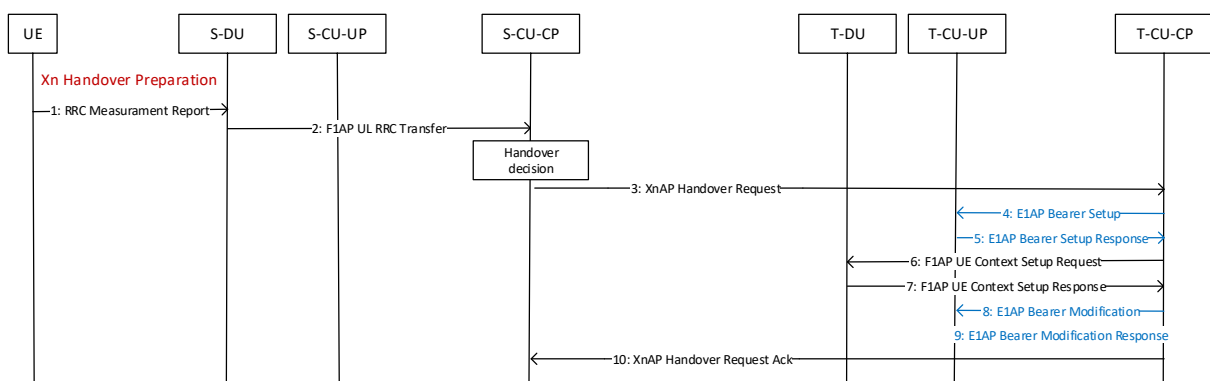 UE
S-DU
S-CU-UP
S-CU-CP
T-DU
T-CU-UP
T-CU-CP
Xn Handover Preparation
1: RRC Measurament Report
2: F1AP UL RRC Transfer
Handover
decision
3: XnAP Handover Request
4: E1AP Bearer Setup
5: E1AP Bearer Setup Response
6: F1AP UE Context Setup Request
7: F1AP UE Context Setup Response
8: E1AP Bearer Modification
9: E1AP Bearer Modification Response
10: XnAP Handover Request Ack